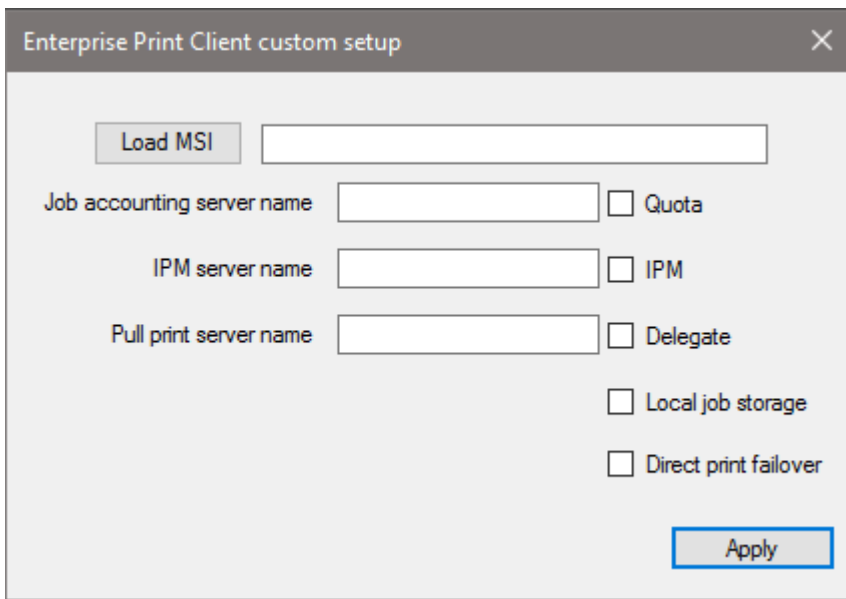 Enterprise Print Client custom setup
Load MSI
Job accounting server name
Quota
IPM server name
IPM
Pull print server name
Delegate
Local job storage
Direct print failover
Apply